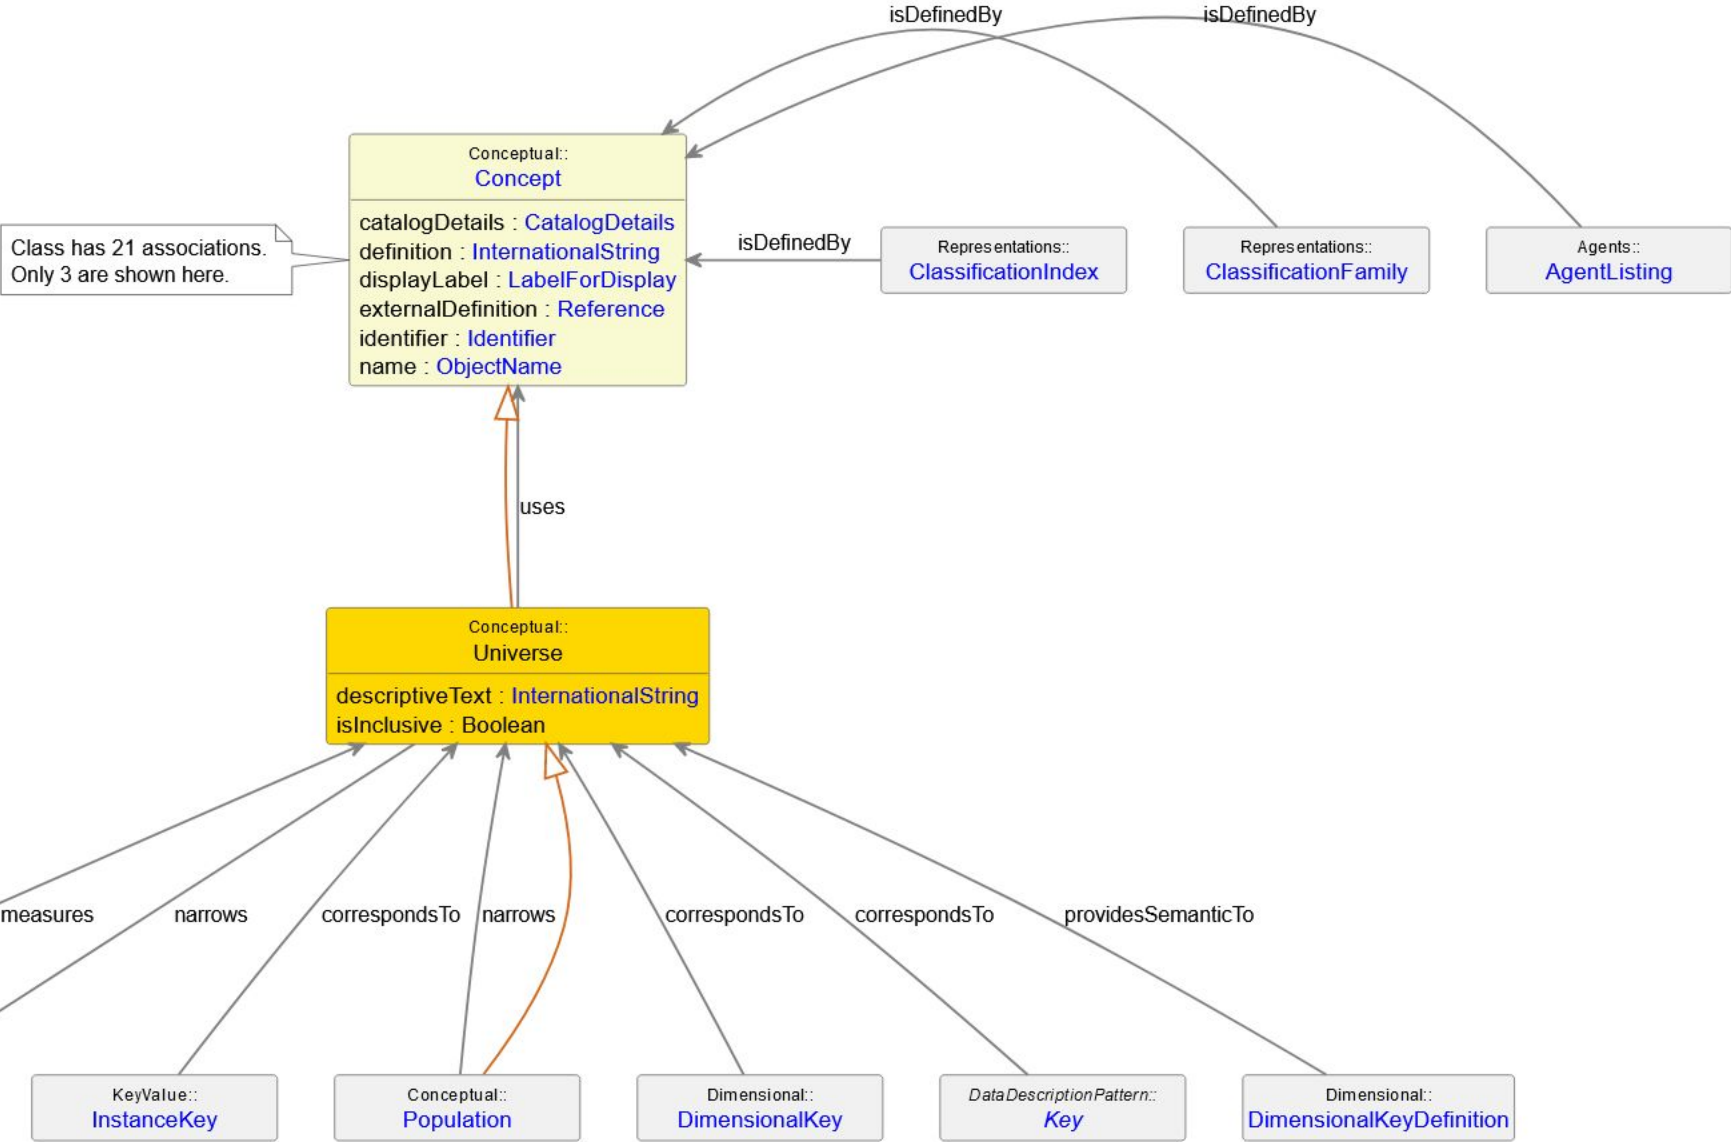 isDefinedBy
isDefinedBy
Conceptual::
Concept
catalogDetails : CatalogDetails
definition : InternationalString
displayLabel : LabelForDisplay
externalDefinition : Reference
identifier : Identifier
name : ObjectName
Class has 21 associations.
Only 3 are shown here.
isDefinedBy
Representations::
ClassificationIndex
Representations::
ClassificationFamily
Agents::
AgentListing
uses
Conceptual::
Universe
descriptiveText : InternationalString
isInclusive : Boolean
measures
narrows
correspondsTo
narrows
correspondsTo
correspondsTo
providesSemanticTo
KeyValue::
InstanceKey
Conceptual::
Population
Dimensional::
DimensionalKey
DataDescriptionPattern::
Key
Dimensional::
DimensionalKeyDefinition